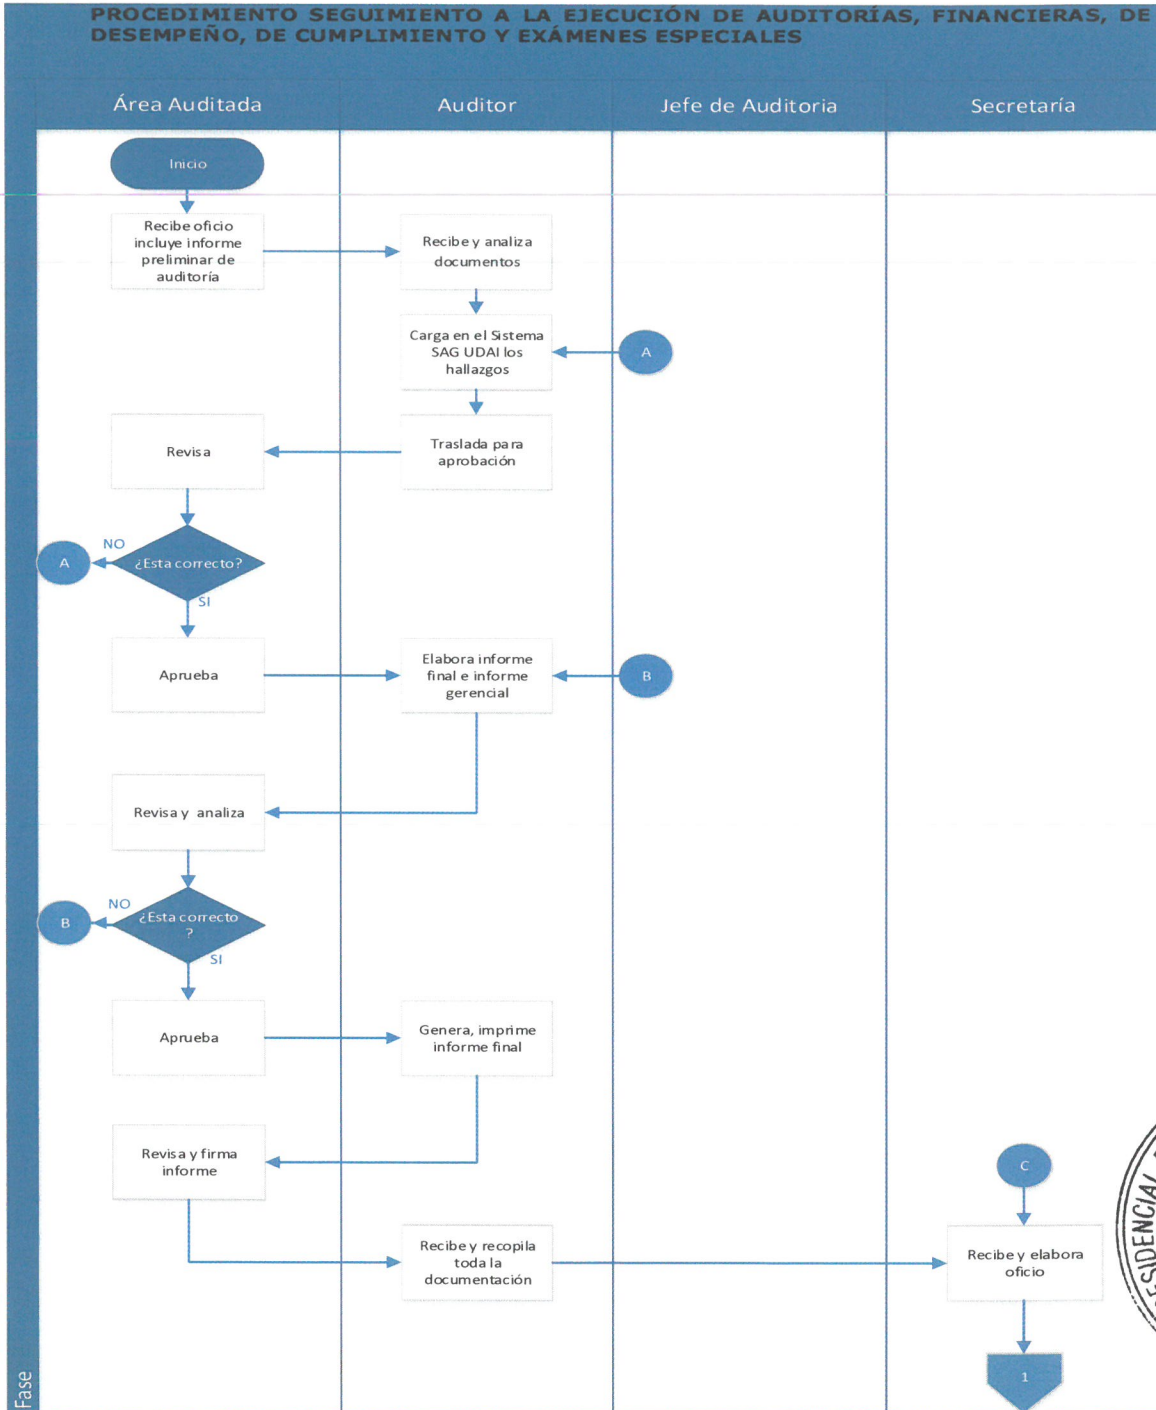 PROCEDIMIENTO SEGUIMIENTO A LA EJECUCIÓN DE AUDITORÍAS, FINANCIERAS, DE
DESEMPEÑO, DE CUMPLIMIENTO Y EXÁMENES ESPECIALES
Área Auditada
Auditor
Jefe de Auditoria
Secretaría
Inicio
Recibe oficio
incluye informe
preliminar de
auditoría
Recibe y analiza
documentos
Carga en el Sistema
SAG UDAI los
hallazgos
A
Revisa
Traslada para
aprobación
A
NO
¿Esta correcto?
SI
Aprueba
Elabora informe
final e informe
gerencial
B
Revisa y analiza
B
NO
¿Esta correcto
?
SI
Aprueba
Genera, imprime
informe final
Revisa y firma
informe
C
Recibe y recopila
toda la
documentación
Recibe y elabora
oficio
1
Fase